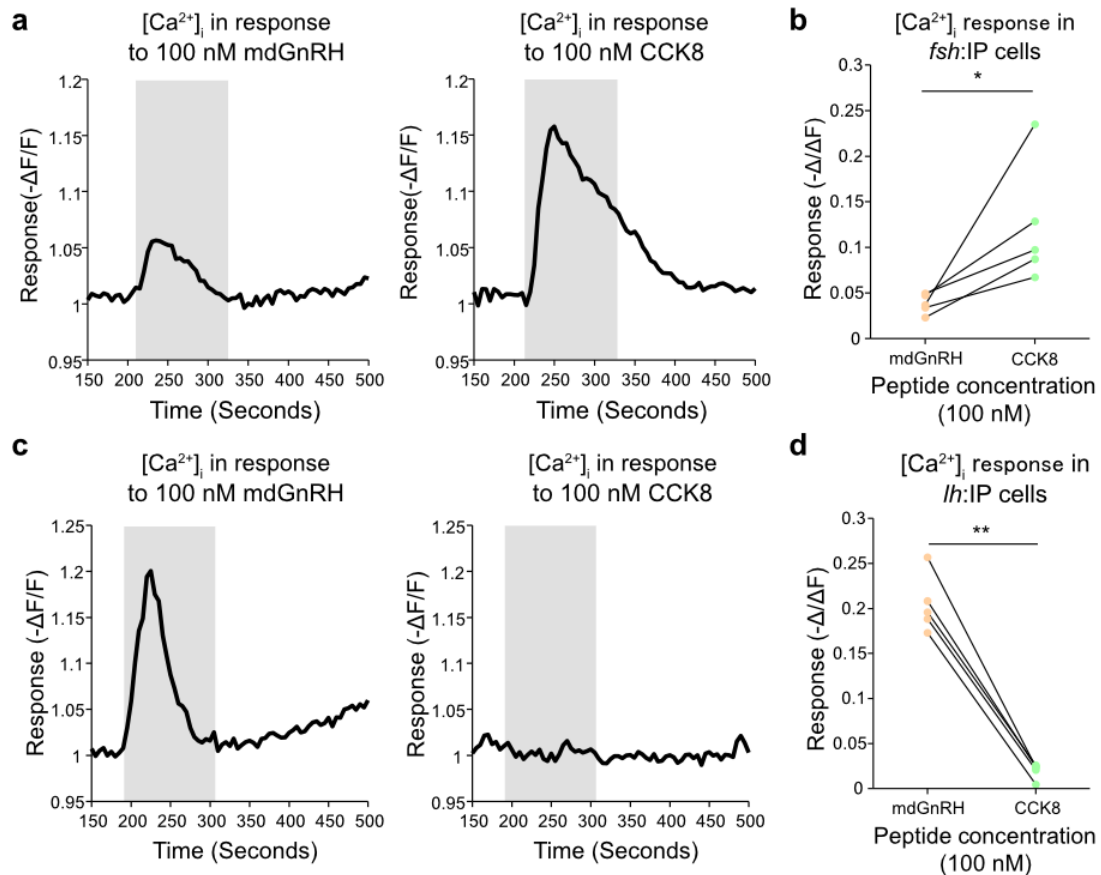 a
[Ca²⁺]ᵢ in response
to 100 nM mdGnRH
Response(-ΔF/F)
1.2
1.15
1.1
1.05
1
0.95
150 200 250 300 350 400 450 500
Time (Seconds)
[Ca²⁺]ᵢ in response
to 100 nM CCK8
Response(-ΔF/F)
1.2
1.15
1.1
1.05
1
0.95
150 200 250 300 350 400 450 500
Time (Seconds)
b
[Ca²⁺]ᵢ response in
fsh:IP cells
Response (-Δ/ΔF)
0.3
0.25
0.2
0.15
0.1
0.05
0
*
mdGnRH CCK8
Peptide concentration
(100 nM)
c
[Ca²⁺]ᵢ in response
to 100 nM mdGnRH
Response (-ΔF/F)
1.25
1.2
1.15
1.1
1.05
1
0.95
150 200 250 300 350 400 450 500
Time (Seconds)
[Ca²⁺]ᵢ in response
to 100 nM CCK8
Response (-ΔF/F)
1.25
1.2
1.15
1.1
1.05
1
0.95
150 200 250 300 350 400 450 500
Time (Seconds)
d
[Ca²⁺]ᵢ response in
lh:IP cells
Response (-Δ/ΔF)
0.3
0.25
0.2
0.15
0.1
0.05
0
**
mdGnRH CCK8
Peptide concentration
(100 nM)